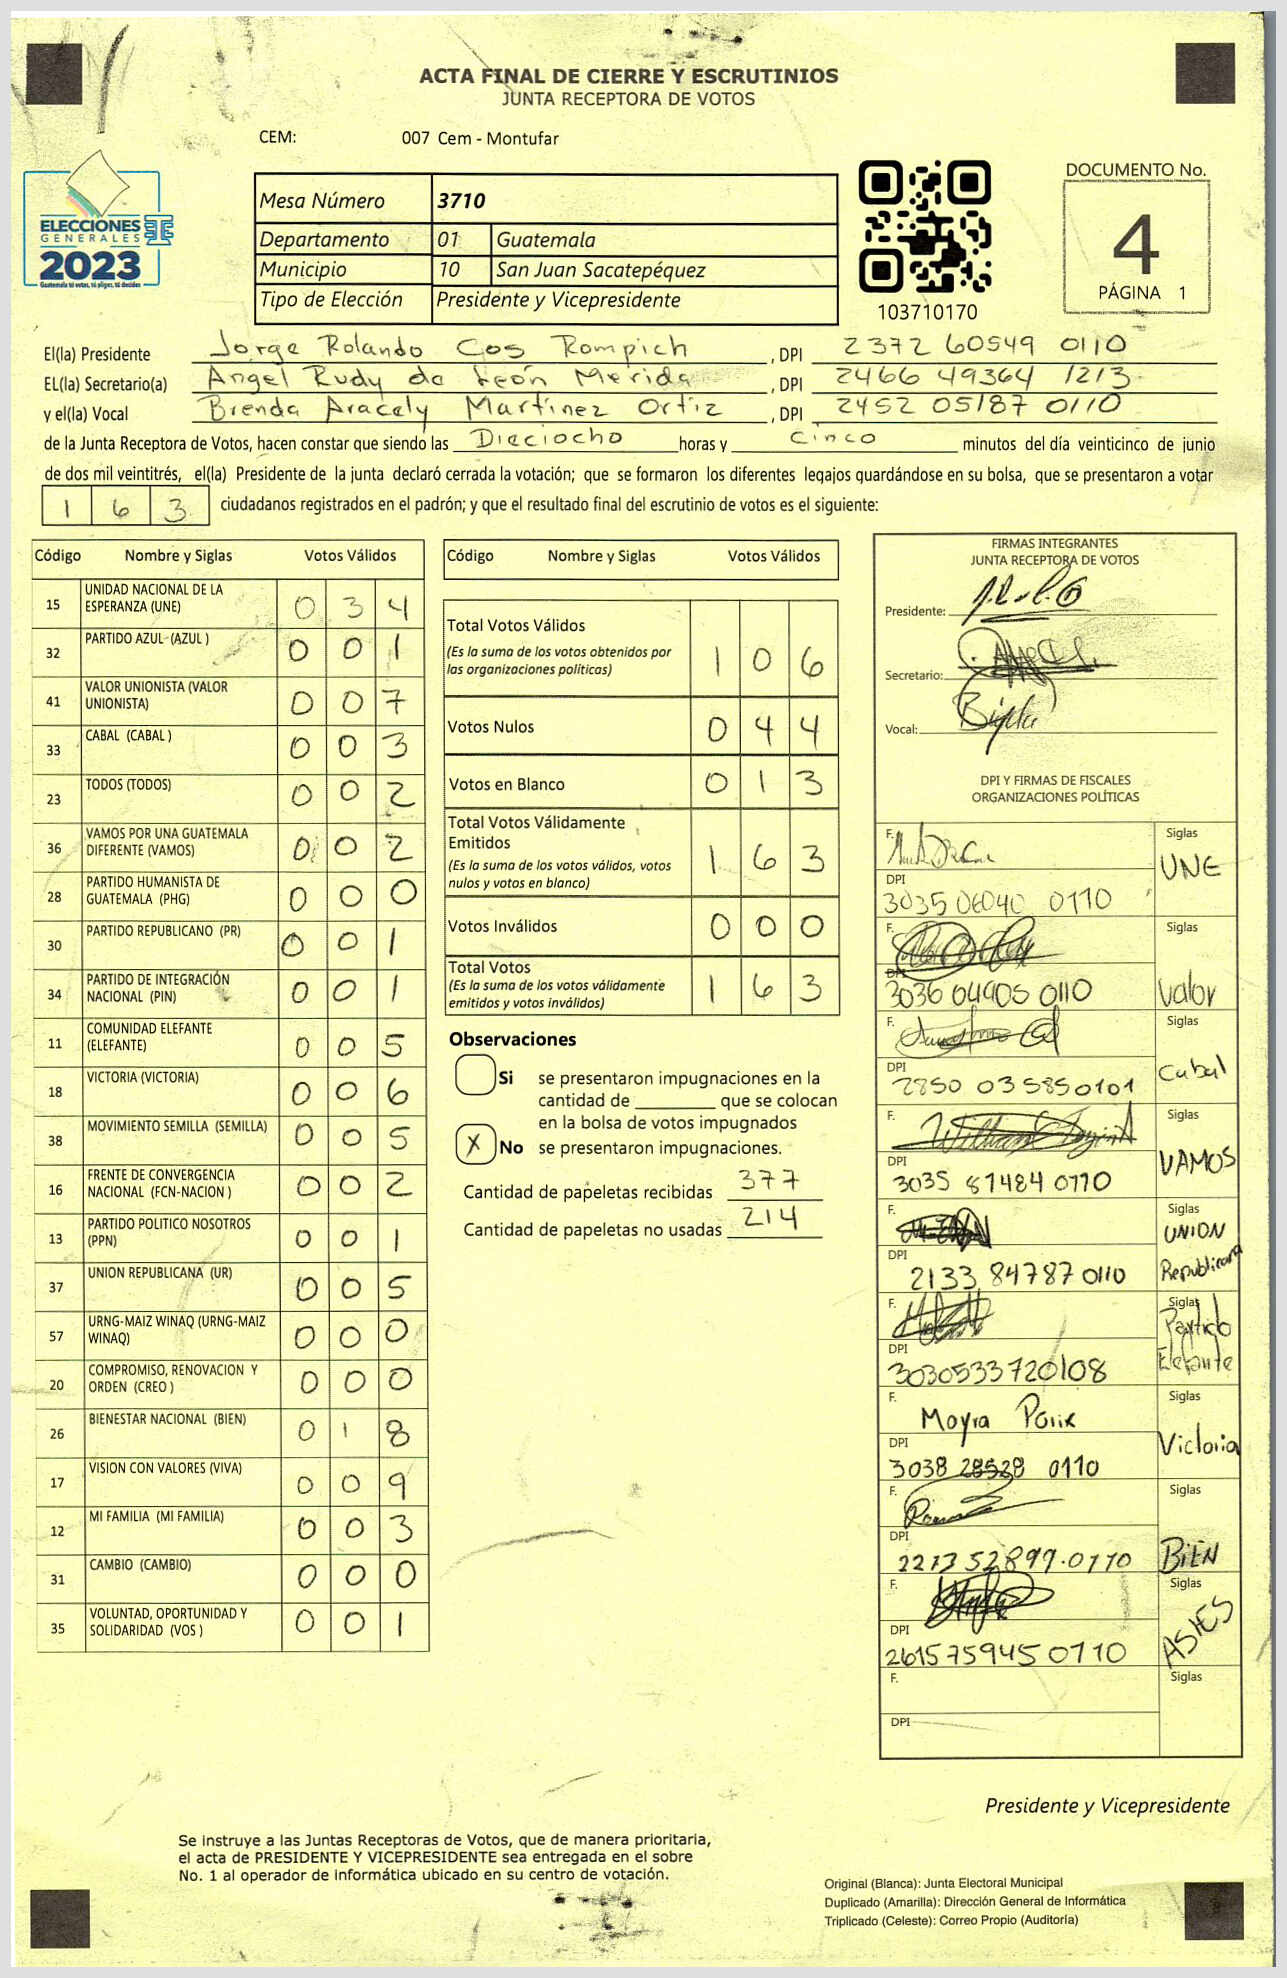 ACTA FINAL DE CIERRE Y ESCRUTINIOS
JUNTA RECEPTORA DE VOTOS
CEM: 007 Cem - Montufar
ELECCIONES
GENERALES
2023
Guatemala tú votas, tú eliges, tú decides
Mesa Número 3710
Departamento 01 Guatemala
Municipio 10 San Juan Sacatepéquez
Tipo de Elección Presidente y Vicepresidente
103710170
DOCUMENTO No.
4
PÁGINA 1
El(la) Presidente Jorge Rolando Cos Rompich , DPI 2372 60549 0110
EL(la) Secretario(a) Angel Rudy de León Merida , DPI 2466 49364 1213
y el(la) Vocal Brenda Aracely Martínez Ortiz , DPI 2452 05187 0110
de la Junta Receptora de Votos, hacen constar que siendo las Dieciocho horas y cinco minutos del día veinticinco de junio
de dos mil veintitrés, el(la) Presidente de la junta declaró cerrada la votación; que se formaron los diferentes legajos guardándose en su bolsa, que se presentaron a votar
1 6 3 ciudadanos registrados en el padrón; y que el resultado final del escrutinio de votos es el siguiente:
Código Nombre y Siglas Votos Válidos
15 UNIDAD NACIONAL DE LA ESPERANZA (UNE) 0 3 4
32 PARTIDO AZUL (AZUL ) 0 0 1
41 VALOR UNIONISTA (VALOR UNIONISTA) 0 0 7
33 CABAL (CABAL ) 0 0 3
23 TODOS (TODOS) 0 0 2
36 VAMOS POR UNA GUATEMALA DIFERENTE (VAMOS) 0 0 2
28 PARTIDO HUMANISTA DE GUATEMALA (PHG) 0 0 0
30 PARTIDO REPUBLICANO (PR) 0 0 1
34 PARTIDO DE INTEGRACIÓN NACIONAL (PIN) 0 0 1
11 COMUNIDAD ELEFANTE (ELEFANTE) 0 0 5
18 VICTORIA (VICTORIA) 0 0 6
38 MOVIMIENTO SEMILLA (SEMILLA) 0 0 5
16 FRENTE DE CONVERGENCIA NACIONAL (FCN-NACION ) 0 0 2
13 PARTIDO POLITICO NOSOTROS (PPN) 0 0 1
37 UNION REPUBLICANA (UR) 0 0 5
57 URNG-MAIZ WINAQ (URNG-MAIZ WINAQ) 0 0 0
20 COMPROMISO, RENOVACION Y ORDEN (CREO ) 0 0 0
26 BIENESTAR NACIONAL (BIEN) 0 1 8
17 VISION CON VALORES (VIVA) 0 0 9
12 MI FAMILIA (MI FAMILIA) 0 0 3
31 CAMBIO (CAMBIO) 0 0 0
35 VOLUNTAD, OPORTUNIDAD Y SOLIDARIDAD (VOS ) 0 0 1
Código Nombre y Siglas Votos Válidos
Total Votos Válidos 1 0 6
(Es la suma de los votos obtenidos por
las organizaciones políticas)
Votos Nulos 0 4 4
Votos en Blanco 0 1 3
Total Votos Válidamente
Emitidos 1 6 3
(Es la suma de los votos válidos, votos
nulos y votos en blanco)
Votos Inválidos 0 0 0
Total Votos 1 6 3
(Es la suma de los votos válidamente
emitidos y votos inválidos)
Observaciones
Si se presentaron impugnaciones en la
cantidad de ________ que se colocan
en la bolsa de votos impugnados
X No se presentaron impugnaciones.
Cantidad de papeletas recibidas 377
Cantidad de papeletas no usadas 214
FIRMAS INTEGRANTES
JUNTA RECEPTORA DE VOTOS
Presidente:
Secretario:
Vocal:
DPI Y FIRMAS DE FISCALES
ORGANIZACIONES POLÍTICAS
F. Siglas
UNE
DPI
3035 06040 0110
F. Siglas
DPI
3036 04905 0110 Valor
F. Siglas
Cabal
DPI
2850 03585 0101
F. Siglas
VAMOS
DPI
3035 81484 0110
F. Siglas
UNION
Republicana
DPI
2133 84787 0110
F. Siglas
Partido
Elefante
DPI
3030533720108
F. Siglas
Mayra
Victoria
DPI
3038 28528 0110
F. Siglas
DPI
2213 52899 0110 BIEN
F. Siglas
DPI
2615759450110
F. Siglas
DPI
Presidente y Vicepresidente
Se instruye a las Juntas Receptoras de Votos, que de manera prioritaria,
el acta de PRESIDENTE Y VICEPRESIDENTE sea entregada en el sobre
No. 1 al operador de informática ubicado en su centro de votación.
Original (Blanca): Junta Electoral Municipal
Duplicado (Amarilla): Dirección General de Informática
Triplicado (Celeste): Correo Propio (Auditoría)